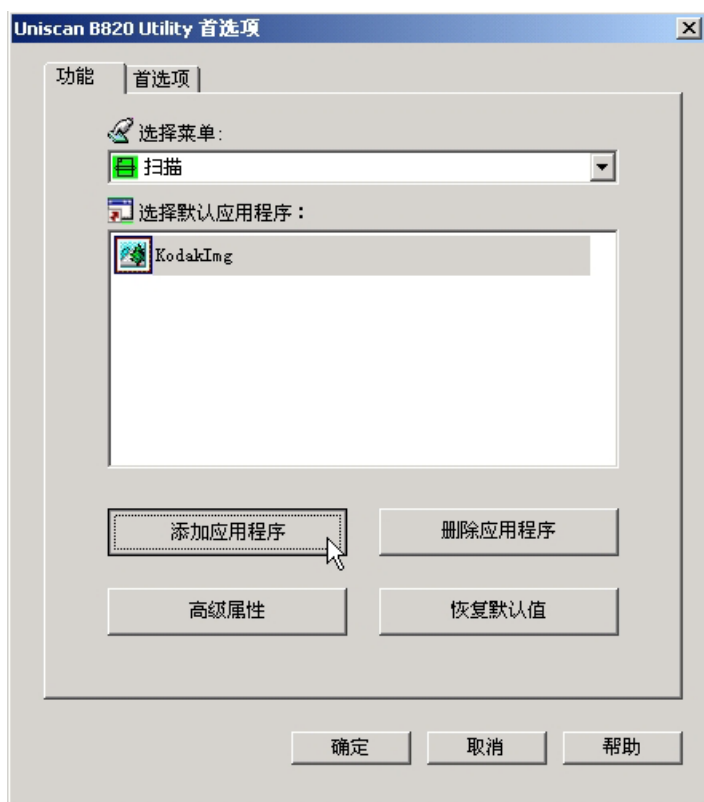 Uniscan B820 Utility 首选项
功能 首选项
选择菜单:
扫描
选择默认应用程序：
KodakImg
添加应用程序 删除应用程序
高级属性 恢复默认值
确定 取消 帮助